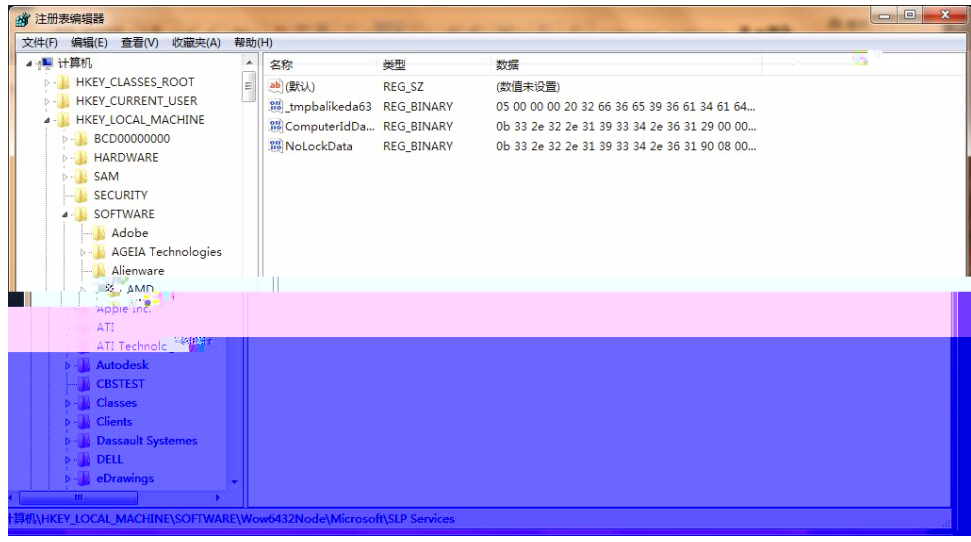 注册表编辑器
文件(F) 编辑(E) 查看(V) 收藏夹(A) 帮助(H)
计算机
HKEY_CLASSES_ROOT
HKEY_CURRENT_USER
HKEY_LOCAL_MACHINE
BCD00000000
HARDWARE
SAM
SECURITY
SOFTWARE
Adobe
AGEIA Technologies
Alienware
AMD
Apple Inc.
ATI
ATI Technolo
Autodesk
CBSTEST
Classes
Clients
Dassault Systemes
DELL
eDrawings
名称 类型 数据
(默认) REG_SZ (数值未设置)
_tmpbalikeda63 REG_BINARY 05 00 00 00 20 32 66 36 65 39 36 61 34 61 64...
ComputerIdDa... REG_BINARY 0b 33 2e 32 2e 31 39 33 34 2e 36 31 29 00 00...
NoLockData REG_BINARY 0b 33 2e 32 2e 31 39 33 34 2e 36 31 90 08 00...
计算机\HKEY_LOCAL_MACHINE\SOFTWARE\Wow6432Node\Microsoft\SLP Services